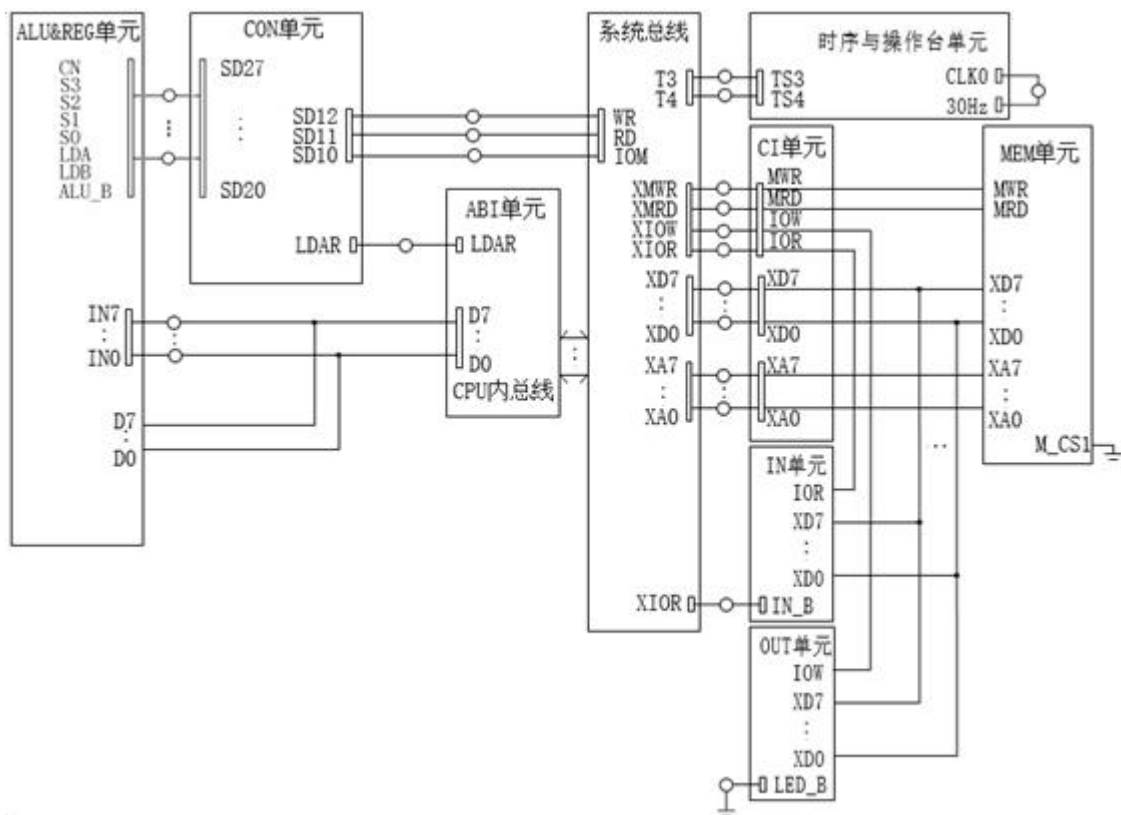 ALU&REG单元
CN
S3
S2
S1
S0
LDA
LDB
ALU_B
IN7
IN0
D7
D0
CON单元
SD27
SD20
SD12
SD11
SD10
LDAR
ABI单元
LDAR
D7
D0
CPU内总线
系统总线
T3
T4
WR
RD
IOM
XMWR
XMRD
XIOW
XIOR
XD7
XD0
XA7
XA0
XIOR
时序与操作台单元
TS3
TS4
CLK0
30Hz
CI单元
MWR
MRD
IOW
IOR
XD7
XD0
XA7
XA0
MEM单元
MWR
MRD
XD7
XD0
XA7
XA0
M_CS1
IN单元
IOR
XD7
XD0
IN_B
OUT单元
IOW
XD7
XD0
LED_B